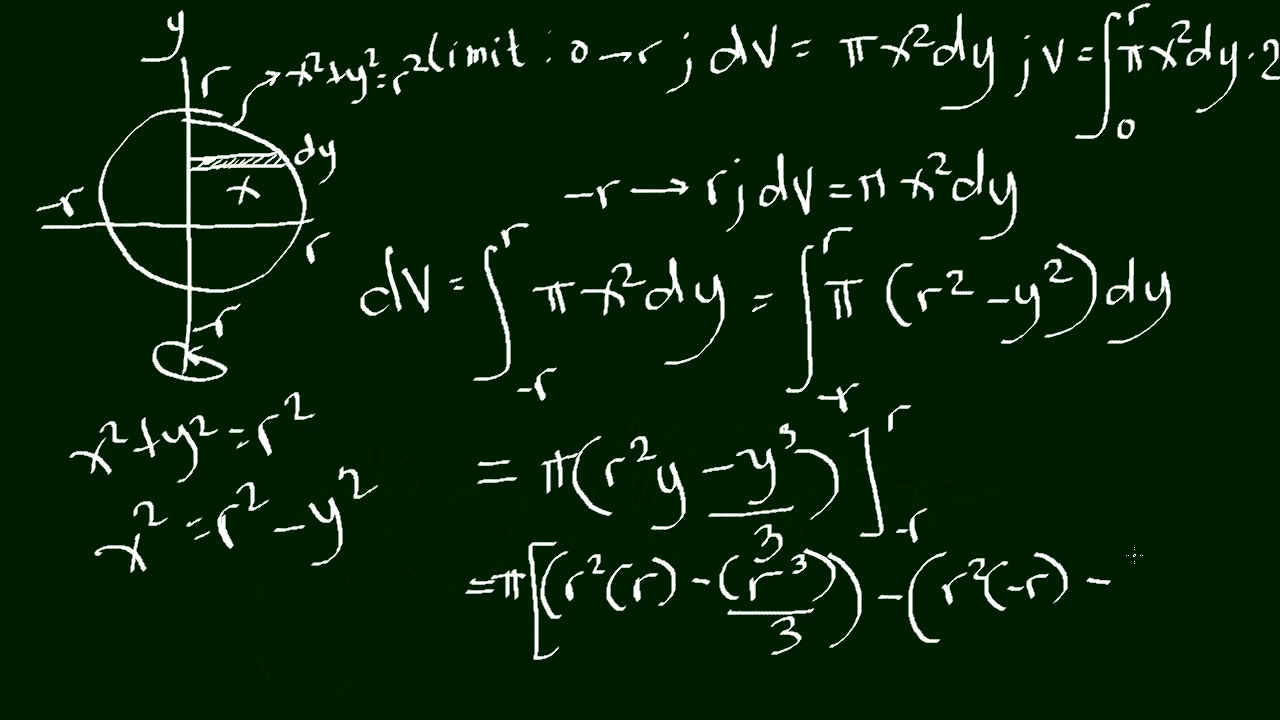 y
r
x²+y²=r² limit : 0→r ; dV = πx²dy ; V = ∫₀ʳ πx²dy·2
dy
x
-r
r
-r
-r → r ; dV = πx²dy
dV = ∫₋ᵣʳ πx²dy = ∫₋ᵣʳ π(r²-y²)dy
x²+y²=r²
x²=r²-y²
= π(r²y - y³/3)]₋ᵣʳ
= π[(r²(r) - (r³)/3) - (r²(-r) -